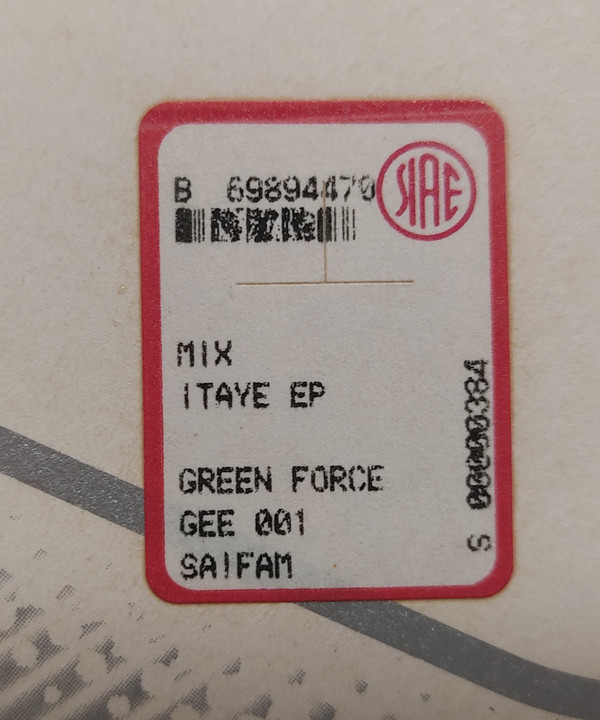 B 69894470
SIAE
MIX
ITAYE EP
GREEN FORCE
GEE 001
SAIFAM
S 00000384